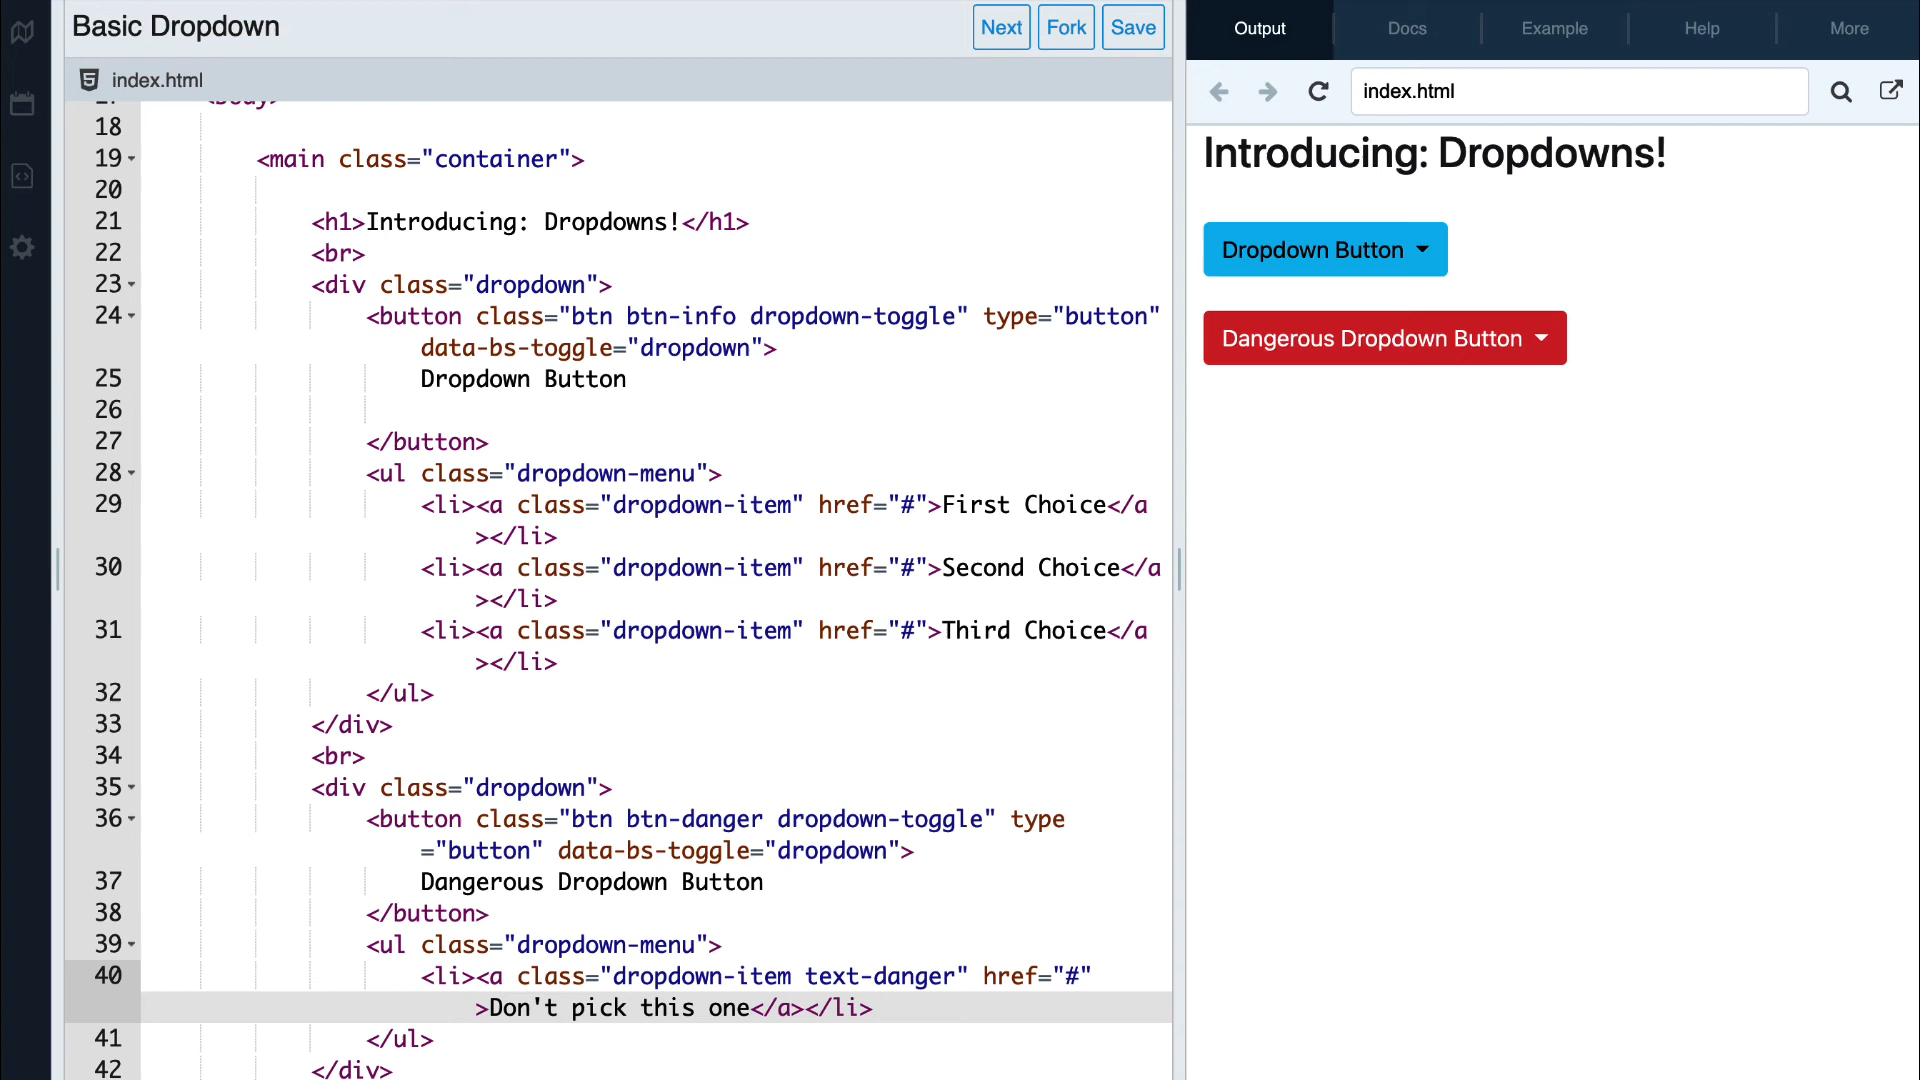 Basic Dropdown
Next
Fork
Save
index.html
<body>
18
19 <main class="container">
20
21 <h1>Introducing: Dropdowns!</h1>
22 <br>
23 <div class="dropdown">
24 <button class="btn btn-info dropdown-toggle" type="button"
data-bs-toggle="dropdown">
25 Dropdown Button
26
27 </button>
28 <ul class="dropdown-menu">
29 <li><a class="dropdown-item" href="#">First Choice</a
></li>
30 <li><a class="dropdown-item" href="#">Second Choice</a
></li>
31 <li><a class="dropdown-item" href="#">Third Choice</a
></li>
32 </ul>
33 </div>
34 <br>
35 <div class="dropdown">
36 <button class="btn btn-danger dropdown-toggle" type
="button" data-bs-toggle="dropdown">
37 Dangerous Dropdown Button
38 </button>
39 <ul class="dropdown-menu">
40 <li><a class="dropdown-item text-danger" href="#"
>Don't pick this one</a></li>
41 </ul>
42 </div>
Output
Docs
Example
Help
More
index.html
Introducing: Dropdowns!
Dropdown Button
Dangerous Dropdown Button